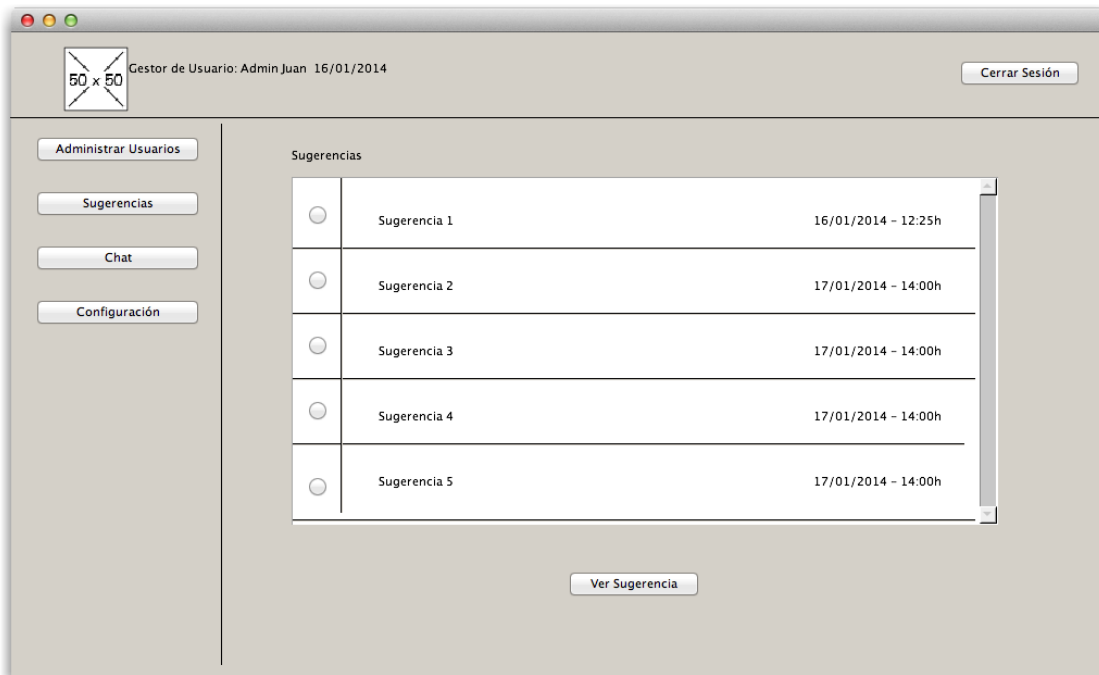 50 x 50
Gestor de Usuario: Admin Juan 16/01/2014
Cerrar Sesión
Administrar Usuarios
Sugerencias
Chat
Configuración
Sugerencias
Sugerencia 1 16/01/2014 - 12:25h
Sugerencia 2 17/01/2014 - 14:00h
Sugerencia 3 17/01/2014 - 14:00h
Sugerencia 4 17/01/2014 - 14:00h
Sugerencia 5 17/01/2014 - 14:00h
Ver Sugerencia